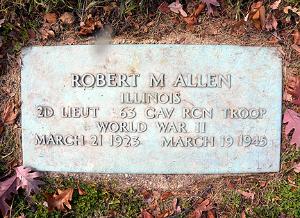 ROBERT M ALLEN
ILLINOIS
2D LIEUT 63 CAV RCN TROOP
WORLD WAR II
MARCH 21 1923 MARCH 19 1945